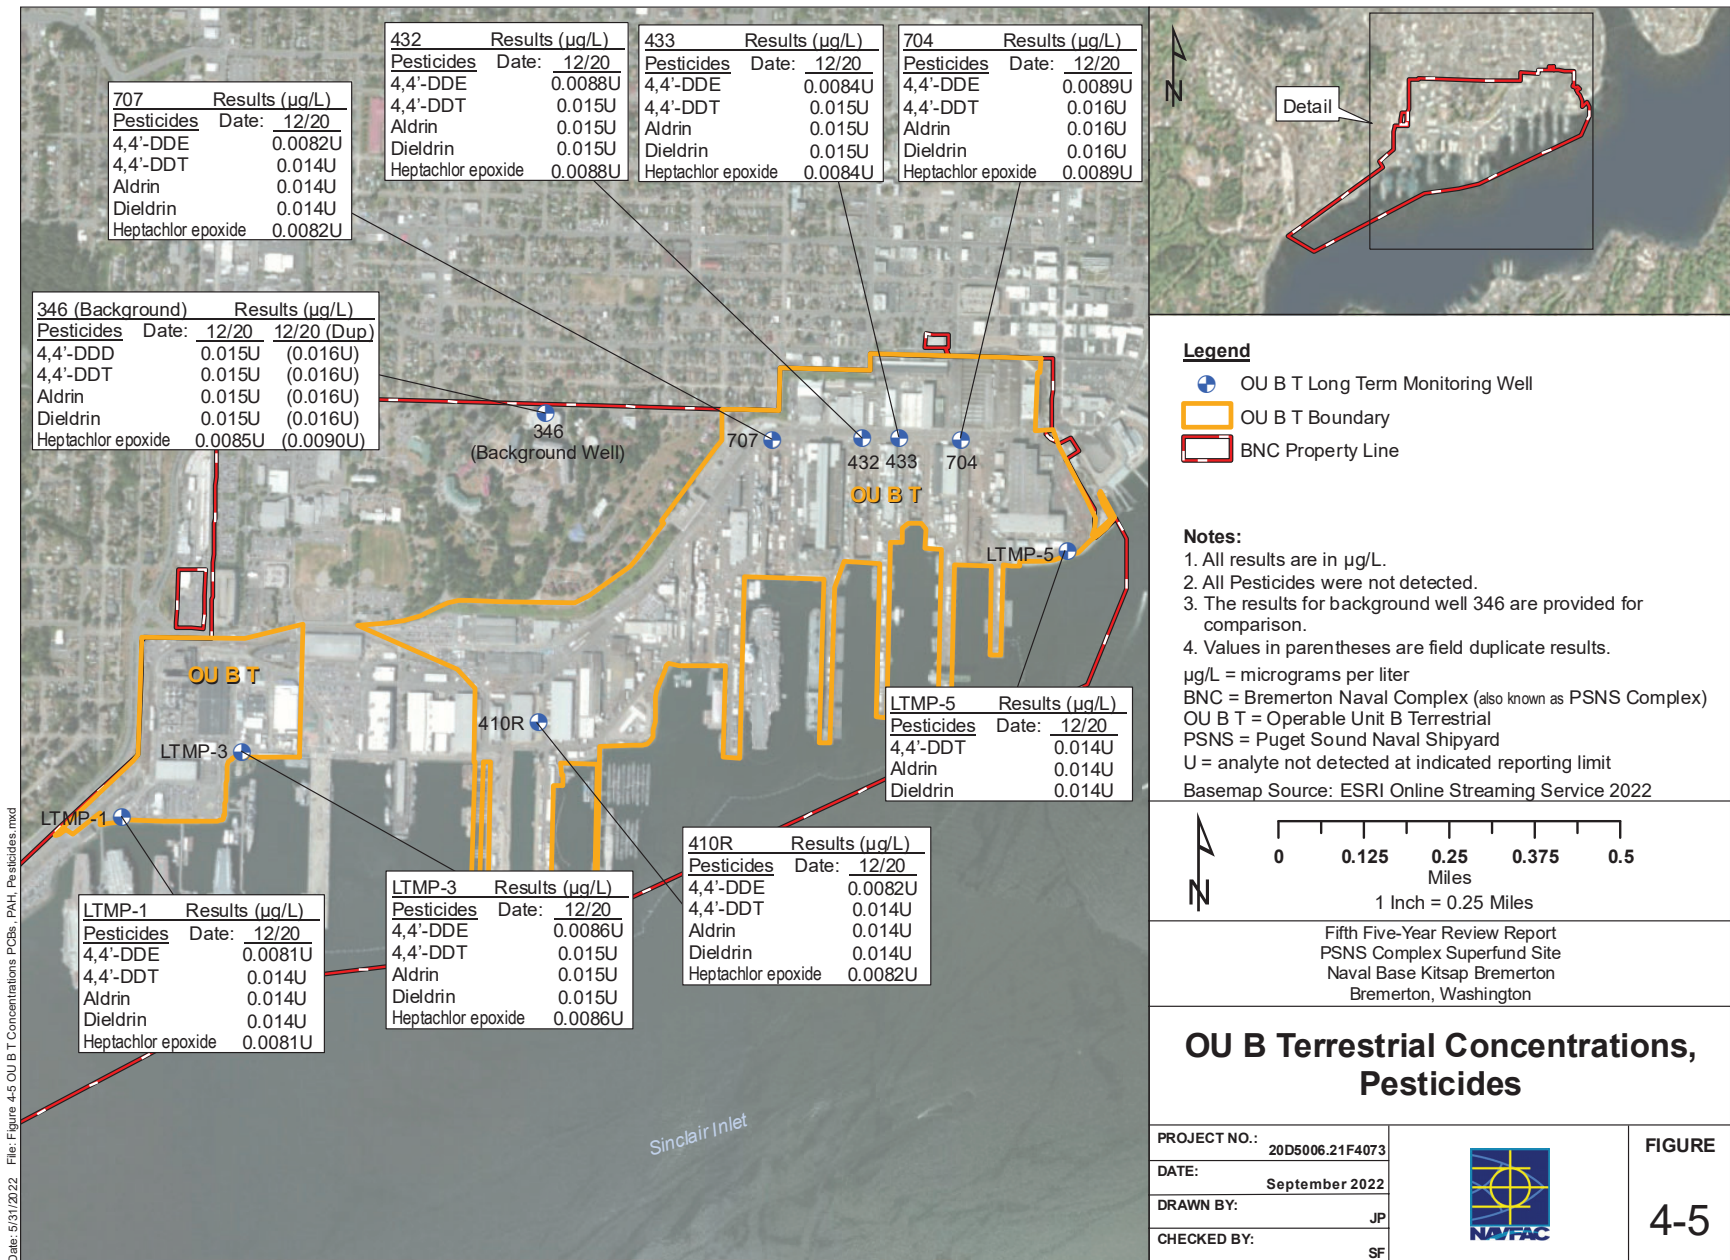 432 Results (µg/L)
Pesticides Date: 12/20
4,4'-DDE 0.0088U
4,4'-DDT 0.015U
Aldrin 0.015U
Dieldrin 0.015U
Heptachlor epoxide 0.0088U
433 Results (µg/L)
Pesticides Date: 12/20
4,4'-DDE 0.0084U
4,4'-DDT 0.015U
Aldrin 0.015U
Dieldrin 0.015U
Heptachlor epoxide 0.0084U
704 Results (µg/L)
Pesticides Date: 12/20
4,4'-DDE 0.0089U
4,4'-DDT 0.016U
Aldrin 0.016U
Dieldrin 0.016U
Heptachlor epoxide 0.0089U
707 Results (µg/L)
Pesticides Date: 12/20
4,4'-DDE 0.0082U
4,4'-DDT 0.014U
Aldrin 0.014U
Dieldrin 0.014U
Heptachlor epoxide 0.0082U
346 (Background) Results (µg/L)
Pesticides Date: 12/20 12/20 (Dup)
4,4'-DDD 0.015U (0.016U)
4,4'-DDT 0.015U (0.016U)
Aldrin 0.015U (0.016U)
Dieldrin 0.015U (0.016U)
Heptachlor epoxide 0.0085U (0.0090U)
346
(Background Well)
707
432 433 704
OU B T
LTMP-5
OU B T
410R
LTMP-3
LTMP-1
LTMP-5 Results (µg/L)
Pesticides Date: 12/20
4,4'-DDT 0.014U
Aldrin 0.014U
Dieldrin 0.014U
410R Results (µg/L)
Pesticides Date: 12/20
4,4'-DDE 0.0082U
4,4'-DDT 0.014U
Aldrin 0.014U
Dieldrin 0.014U
Heptachlor epoxide 0.0082U
LTMP-3 Results (µg/L)
Pesticides Date: 12/20
4,4'-DDE 0.0086U
4,4'-DDT 0.015U
Aldrin 0.015U
Dieldrin 0.015U
Heptachlor epoxide 0.0086U
LTMP-1 Results (µg/L)
Pesticides Date: 12/20
4,4'-DDE 0.0081U
4,4'-DDT 0.014U
Aldrin 0.014U
Dieldrin 0.014U
Heptachlor epoxide 0.0081U
Sinclair Inlet
Date: 5/31/2022 File: Figure 4-5 OU B T Concentrations PCBs, PAH, Pesticides.mxd
N
Detail
Legend
OU B T Long Term Monitoring Well
OU B T Boundary
BNC Property Line
Notes:
1. All results are in µg/L.
2. All Pesticides were not detected.
3. The results for background well 346 are provided for
comparison.
4. Values in parentheses are field duplicate results.
µg/L = micrograms per liter
BNC = Bremerton Naval Complex (also known as PSNS Complex)
OU B T = Operable Unit B Terrestrial
PSNS = Puget Sound Naval Shipyard
U = analyte not detected at indicated reporting limit
Basemap Source: ESRI Online Streaming Service 2022
N
0 0.125 0.25 0.375 0.5
Miles
1 Inch = 0.25 Miles
Fifth Five-Year Review Report
PSNS Complex Superfund Site
Naval Base Kitsap Bremerton
Bremerton, Washington
OU B Terrestrial Concentrations,
Pesticides
PROJECT NO.: 20D5006.21F4073
DATE: September 2022
DRAWN BY: JP
CHECKED BY: SF
NAVFAC
FIGURE
4-5